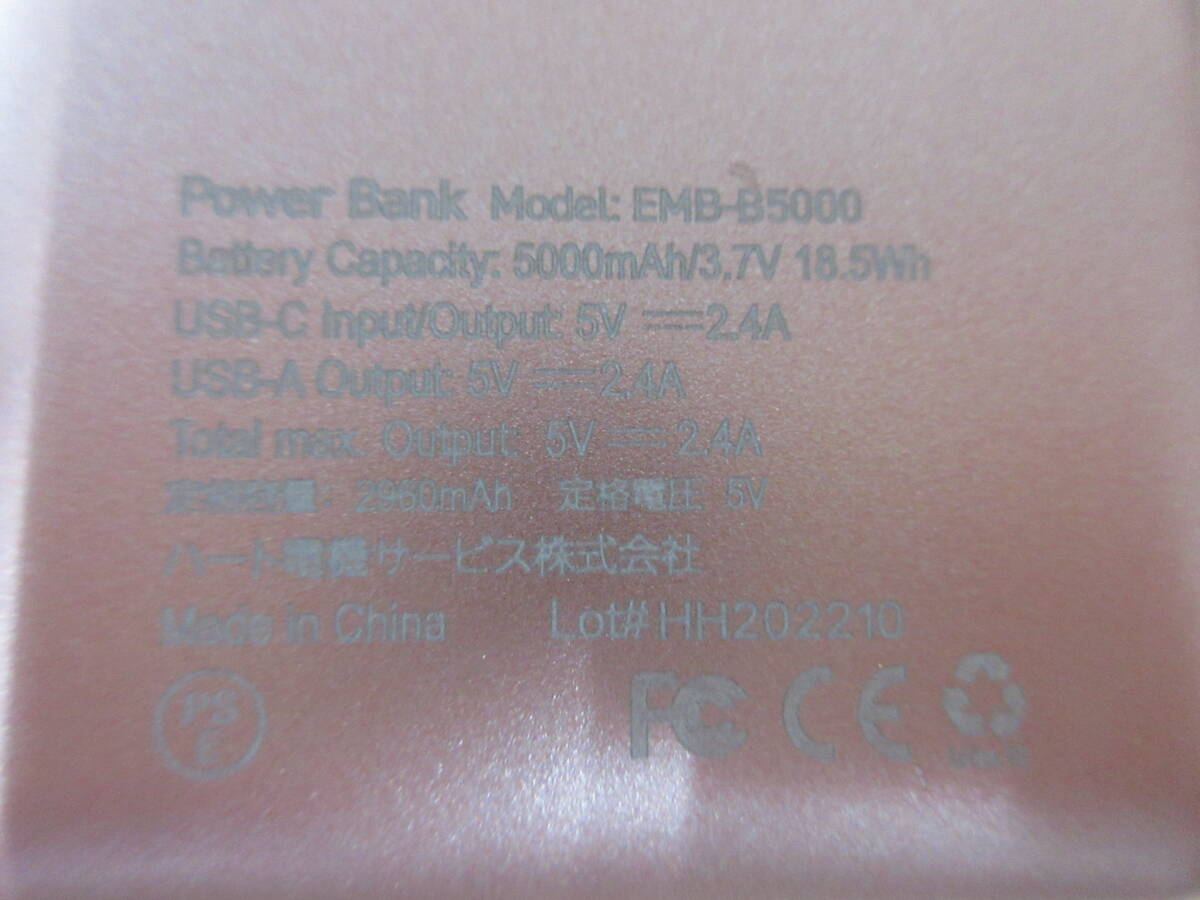 Power Bank Model: EMB-B5000
Battery Capacity: 5000mAh/3.7V 18.5Wh
USB-C Input/Output: 5V ⎓ 2.4A
USB-A Output: 5V ⎓ 2.4A
Total max. Output: 5V ⎓ 2.4A
定格容量: 2960mAh 定格電圧 5V
ハート電機サービス株式会社
Made in China Lot# HH202210
PS E FC CE